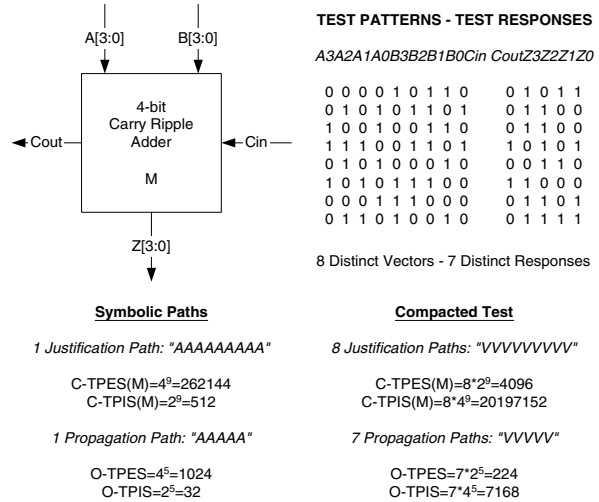 A[3:0]
B[3:0]
4-bit
Carry Ripple
Adder
M
Cout
Cin
Z[3:0]
TEST PATTERNS - TEST RESPONSES
A3A2A1A0B3B2B1B0Cin CoutZ3Z2Z1Z0
0 0 0 0 1 0 1 1 0 0 1 0 1 1
0 1 0 1 0 1 1 0 1 0 1 1 0 0
1 0 0 1 0 0 1 1 0 0 1 1 0 0
1 1 1 0 0 1 1 0 1 1 0 1 0 1
0 1 0 1 0 0 0 1 0 0 0 1 1 0
1 0 1 0 1 1 1 0 0 1 1 0 0 0
0 0 0 1 1 1 0 0 0 0 1 1 0 1
0 1 1 0 1 0 0 1 0 0 1 1 1 1
8 Distinct Vectors - 7 Distinct Responses
Symbolic Paths
1 Justification Path: "AAAAAAAAA"
C-TPES(M)=4⁹=262144
C-TPIS(M)=2⁹=512
1 Propagation Path: "AAAAA"
O-TPES=4⁵=1024
O-TPIS=2⁵=32
Compacted Test
8 Justification Paths: "VVVVVVVVV"
C-TPES(M)=8*2⁹=4096
C-TPIS(M)=8*4⁹=20197152
7 Propagation Paths: "VVVVV"
O-TPES=7*2⁵=224
O-TPIS=7*4⁵=7168